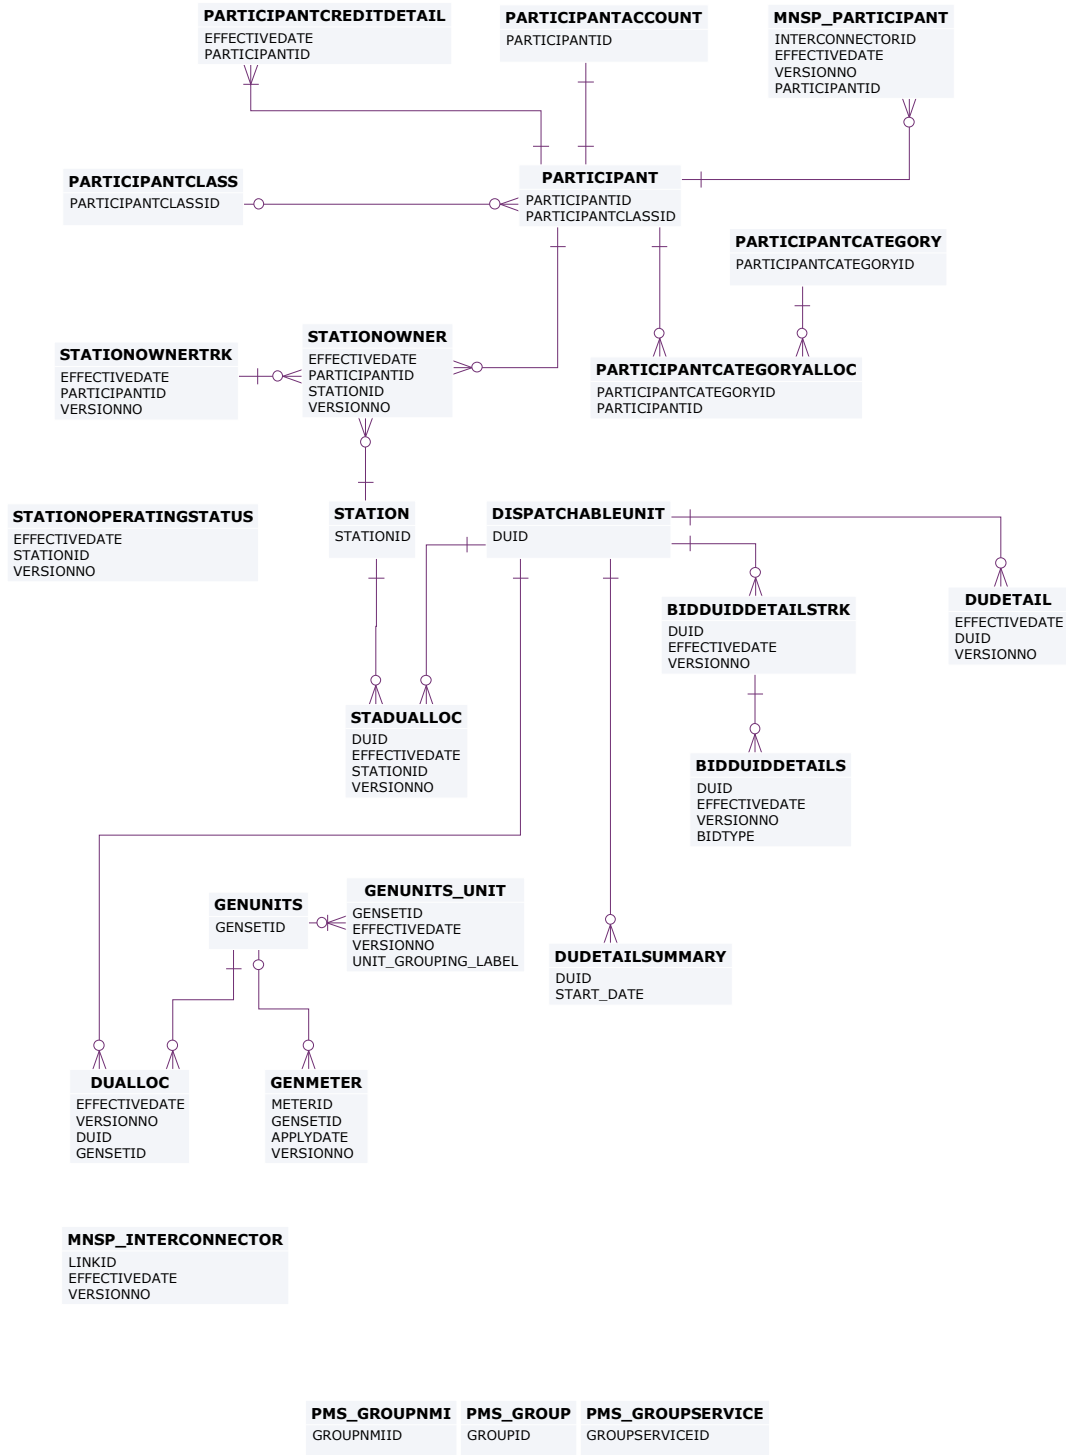 PARTICIPANTCREDITDETAIL
EFFECTIVEDATE
PARTICIPANTID
PARTICIPANTACCOUNT
PARTICIPANTID
MNSP_PARTICIPANT
INTERCONNECTORID
EFFECTIVEDATE
VERSIONNO
PARTICIPANTID
PARTICIPANTCLASS
PARTICIPANTCLASSID
PARTICIPANT
PARTICIPANTID
PARTICIPANTCLASSID
PARTICIPANTCATEGORY
PARTICIPANTCATEGORYID
STATIONOWNERTRK
EFFECTIVEDATE
PARTICIPANTID
VERSIONNO
STATIONOWNER
EFFECTIVEDATE
PARTICIPANTID
STATIONID
VERSIONNO
PARTICIPANTCATEGORYALLOC
PARTICIPANTCATEGORYID
PARTICIPANTID
STATIONOPERATINGSTATUS
EFFECTIVEDATE
STATIONID
VERSIONNO
STATION
STATIONID
DISPATCHABLEUNIT
DUID
BIDDUIDDETAILSTRK
DUID
EFFECTIVEDATE
VERSIONNO
DUDETAIL
EFFECTIVEDATE
DUID
VERSIONNO
STADUALLOC
DUID
EFFECTIVEDATE
STATIONID
VERSIONNO
BIDDUIDDETAILS
DUID
EFFECTIVEDATE
VERSIONNO
BIDTYPE
GENUNITS
GENSETID
GENUNITS_UNIT
GENSETID
EFFECTIVEDATE
VERSIONNO
UNIT_GROUPING_LABEL
DUDETAILSUMMARY
DUID
START_DATE
DUALLOC
EFFECTIVEDATE
VERSIONNO
DUID
GENSETID
GENMETER
METERID
GENSETID
APPLYDATE
VERSIONNO
MNSP_INTERCONNECTOR
LINKID
EFFECTIVEDATE
VERSIONNO
PMS_GROUPNMI
GROUPNMIID
PMS_GROUP
GROUPID
PMS_GROUPSERVICE
GROUPSERVICEID